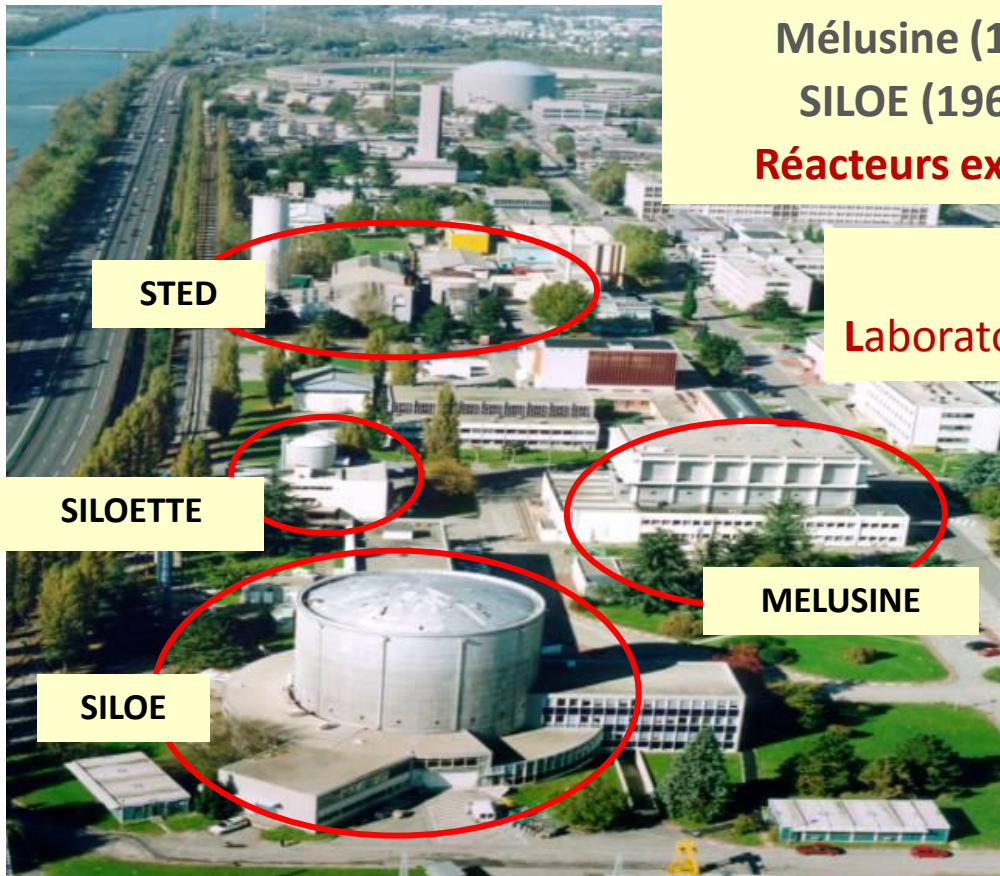 Mélusine (1
SILOE (196
Réacteurs ex
Laborato
STED
SILOETTE
MELUSINE
SILOE